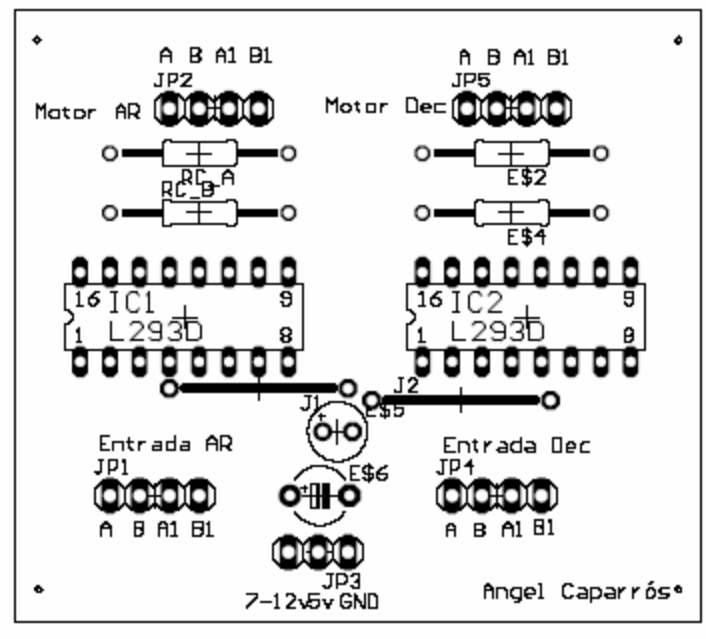 A B A1 B1
JP2
Motor AR
A B A1 B1
JP5
Motor Dec
RC_A
RC_B
E$2
E$4
16 IC1 9
1 L293D 8
16 IC2 9
1 L293D 8
J1
J2
E$5
Entrada AR
JP1
A B A1 B1
E$6
Entrada Dec
JP4
A B A1 B1
JP3
7-12v5v GND
Angel Caparrós